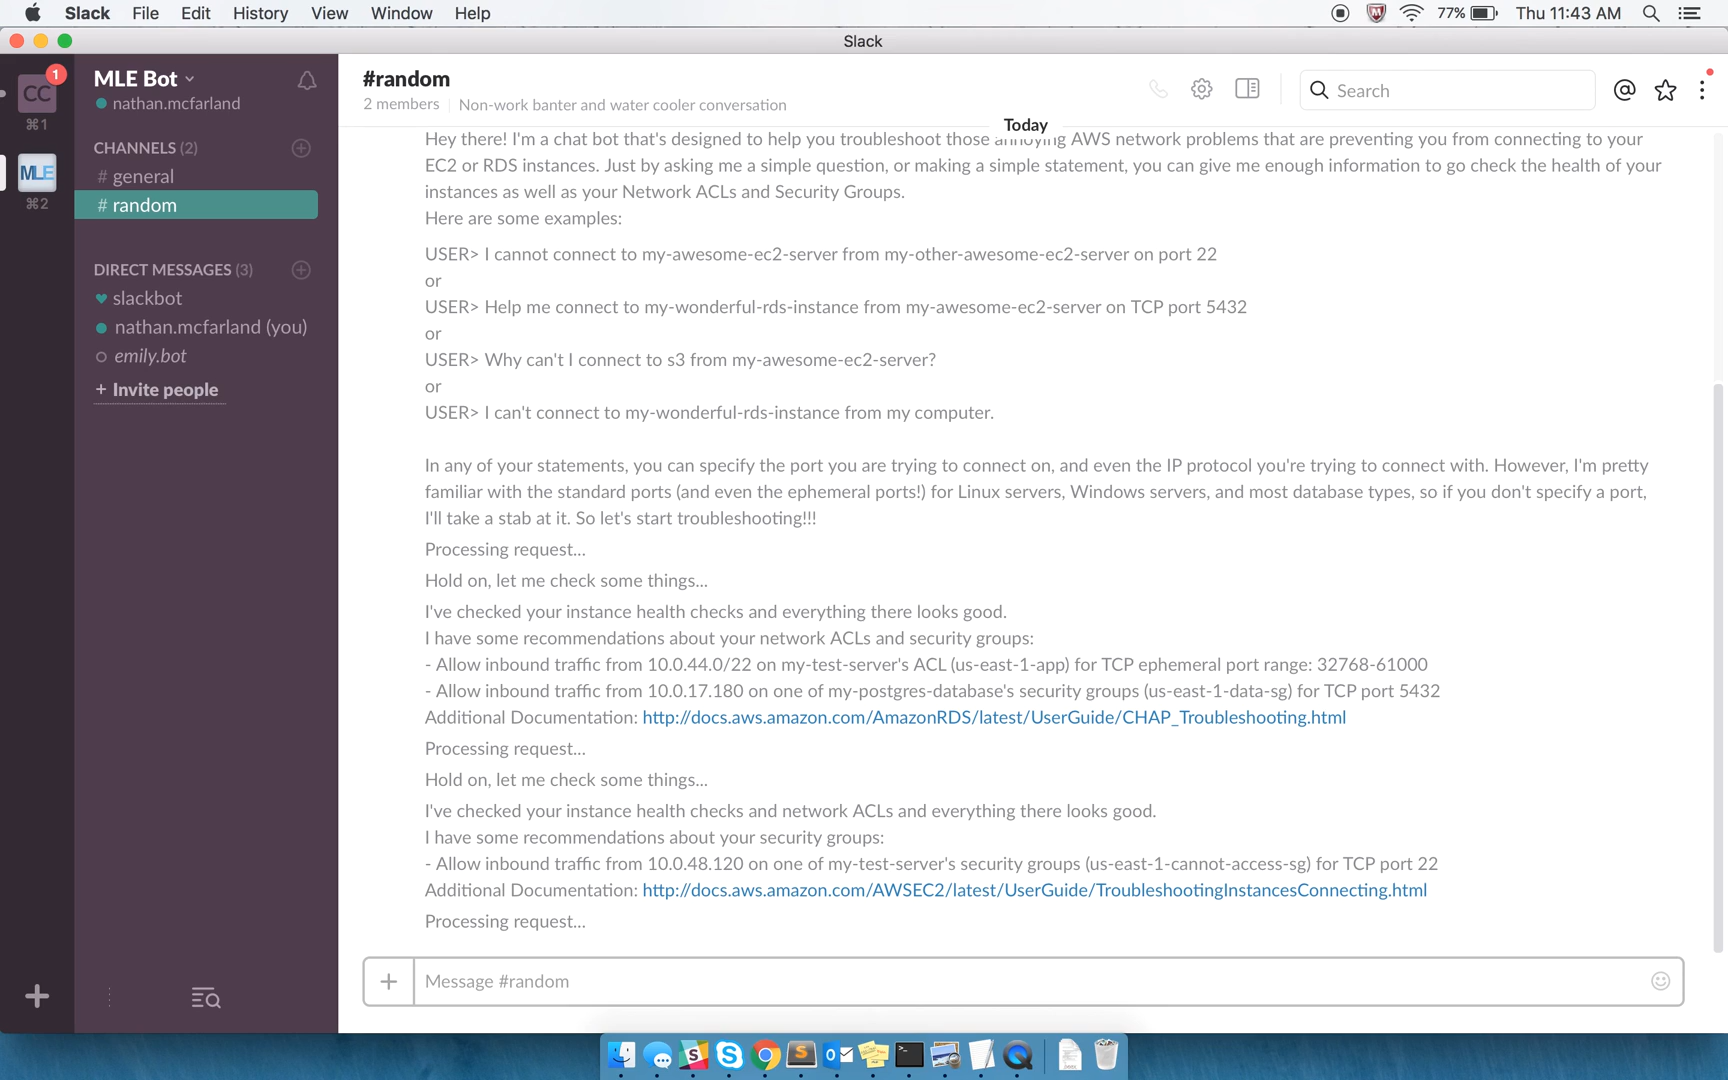 Slack File Edit History View Window Help 77% Thu 11:43 AM
Slack
MLE Bot
nathan.mcfarland
CC
1
⌘1
MLE
⌘2
CHANNELS (2)
# general
# random
DIRECT MESSAGES (3)
slackbot
nathan.mcfarland (you)
emily.bot
+ Invite people
#random
2 members | Non-work banter and water cooler conversation
Search
Today
Hey there! I'm a chat bot that's designed to help you troubleshoot those annoying AWS network problems that are preventing you from connecting to your
EC2 or RDS instances. Just by asking me a simple question, or making a simple statement, you can give me enough information to go check the health of your
instances as well as your Network ACLs and Security Groups.
Here are some examples:
USER> I cannot connect to my-awesome-ec2-server from my-other-awesome-ec2-server on port 22
or
USER> Help me connect to my-wonderful-rds-instance from my-awesome-ec2-server on TCP port 5432
or
USER> Why can't I connect to s3 from my-awesome-ec2-server?
or
USER> I can't connect to my-wonderful-rds-instance from my computer.
In any of your statements, you can specify the port you are trying to connect on, and even the IP protocol you're trying to connect with. However, I'm pretty
familiar with the standard ports (and even the ephemeral ports!) for Linux servers, Windows servers, and most database types, so if you don't specify a port,
I'll take a stab at it. So let's start troubleshooting!!!
Processing request...
Hold on, let me check some things...
I've checked your instance health checks and everything there looks good.
I have some recommendations about your network ACLs and security groups:
- Allow inbound traffic from 10.0.44.0/22 on my-test-server's ACL (us-east-1-app) for TCP ephemeral port range: 32768-61000
- Allow inbound traffic from 10.0.17.180 on one of my-postgres-database's security groups (us-east-1-data-sg) for TCP port 5432
Additional Documentation: http://docs.aws.amazon.com/AmazonRDS/latest/UserGuide/CHAP_Troubleshooting.html
Processing request...
Hold on, let me check some things...
I've checked your instance health checks and network ACLs and everything there looks good.
I have some recommendations about your security groups:
- Allow inbound traffic from 10.0.48.120 on one of my-test-server's security groups (us-east-1-cannot-access-sg) for TCP port 22
Additional Documentation: http://docs.aws.amazon.com/AWSEC2/latest/UserGuide/TroubleshootingInstancesConnecting.html
Processing request...
Message #random